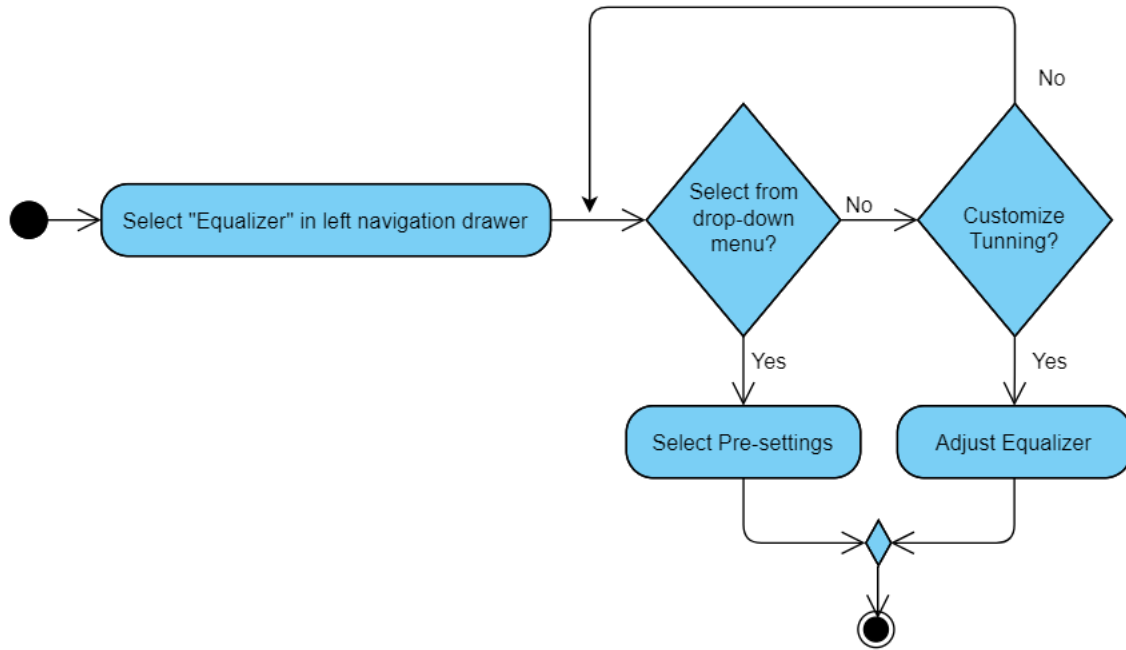 No
Select "Equalizer" in left navigation drawer
Select from
drop-down
menu?
No
Customize
Tunning?
Yes
Yes
Select Pre-settings
Adjust Equalizer